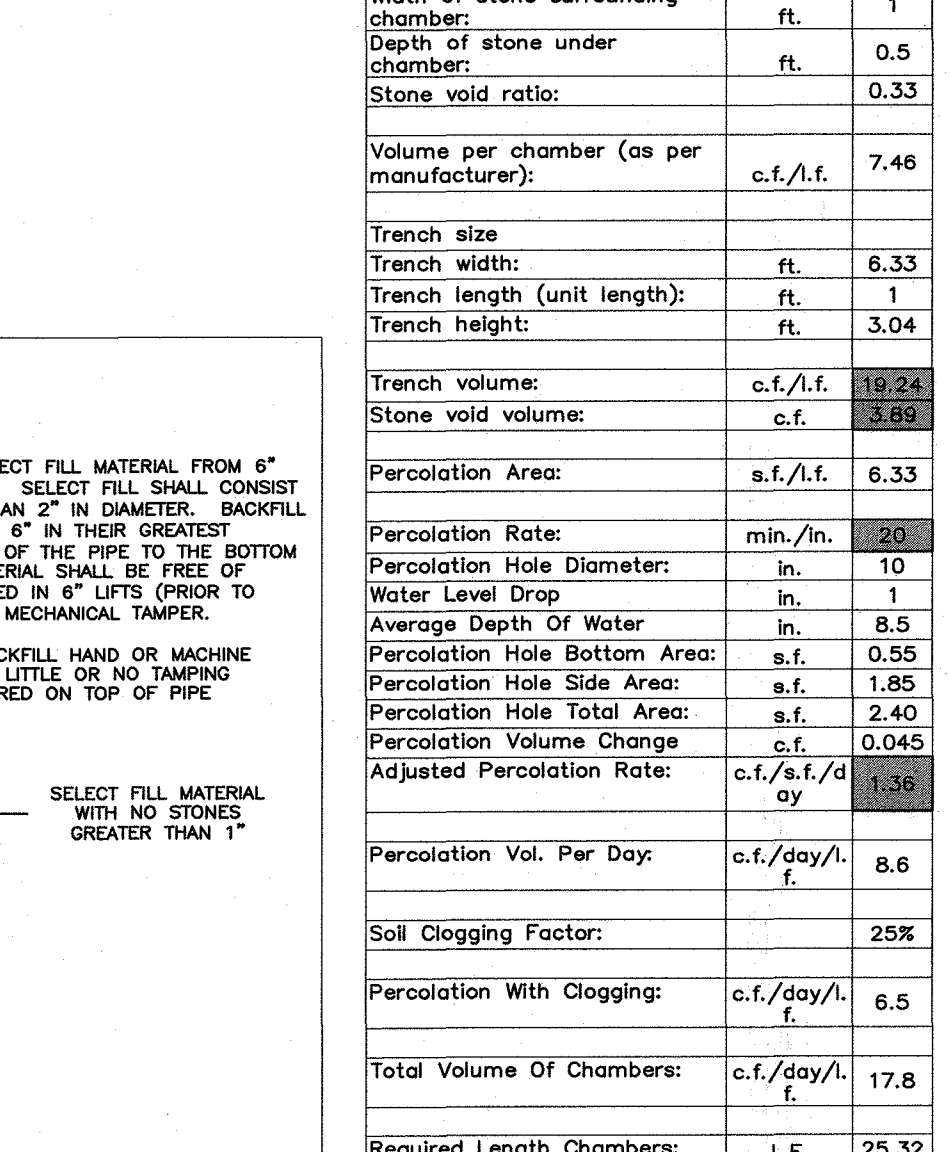 chamber:
ft.
1
Depth of stone under
chamber:
ft.
0.5
Stone void ratio:
0.33
Volume per chamber (as per
manufacturer):
c.f./l.f.
7.46
Trench size
Trench width:
ft.
6.33
Trench length (unit length):
ft.
1
Trench height:
ft.
3.04
Trench volume:
c.f./l.f.
19.24
Stone void volume:
c.f.
3.89
Percolation Area:
s.f./l.f.
6.33
Percolation Rate:
min./in.
20
Percolation Hole Diameter:
in.
10
Water Level Drop
in.
1
Average Depth Of Water
in.
8.5
Percolation Hole Bottom Area:
s.f.
0.55
Percolation Hole Side Area:
s.f.
1.85
Percolation Hole Total Area:
s.f.
2.40
Percolation Volume Change
c.f.
0.045
Adjusted Percolation Rate:
c.f./s.f./d
ay
1.36
Percolation Vol. Per Day:
c.f./day/l.
f.
8.6
Soil Clogging Factor:
25%
Percolation With Clogging:
c.f./day/l.
f.
6.5
Total Volume Of Chambers:
c.f./day/l.
f.
17.8
Required Length Chambers:
L.F.
25.32
ECT FILL MATERIAL FROM 6"
SELECT FILL SHALL CONSIST
AN 2" IN DIAMETER. BACKFILL
6" IN THEIR GREATEST
OF THE PIPE TO THE BOTTOM
ERIAL SHALL BE FREE OF
ED IN 6" LIFTS (PRIOR TO
MECHANICAL TAMPER.
CKFILL HAND OR MACHINE
LITTLE OR NO TAMPING
RED ON TOP OF PIPE
SELECT FILL MATERIAL
WITH NO STONES
GREATER THAN 1"